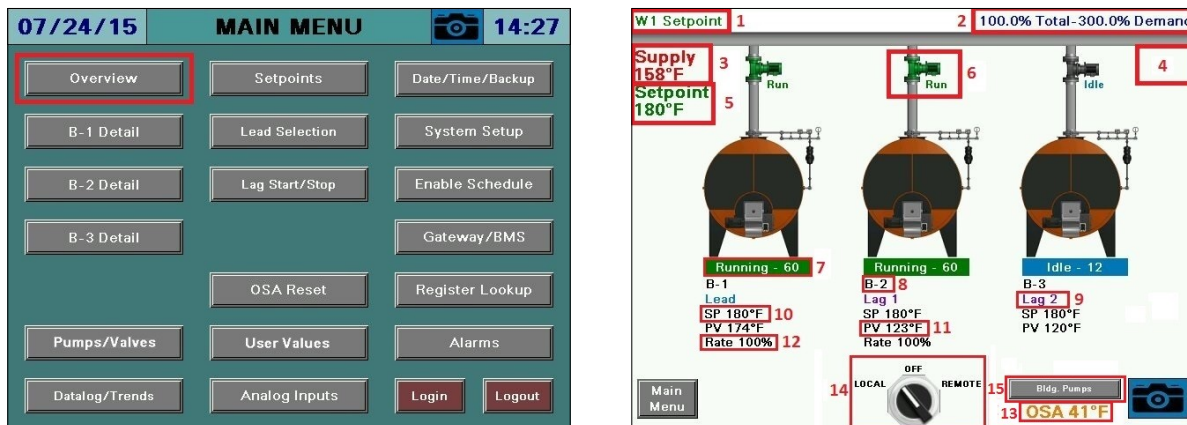 07/24/15 MAIN MENU 14:27
Overview Setpoints Date/Time/Backup
B-1 Detail Lead Selection System Setup
B-2 Detail Lag Start/Stop Enable Schedule
B-3 Detail Gateway/BMS
OSA Reset Register Lookup
Pumps/Valves User Values Alarms
Datalog/Trends Analog Inputs Login Logout
W1 Setpoint 1 2 100.0% Total-300.0% Demand
Supply
158°F 3 4
Setpoint
180°F 5
Run Run 6 Idle
Running - 60 7 Running - 60 Idle - 12
B-1 B-2 8 B-3
Lead Lag 1 Lag 2 9
SP 180°F 10 SP 180°F SP 180°F
PV 174°F PV 123°F 11 PV 120°F
Rate 100% 12 Rate 100%
OFF
Main
Menu 14 LOCAL REMOTE 15 Bldg. Pumps
13 OSA 41°F